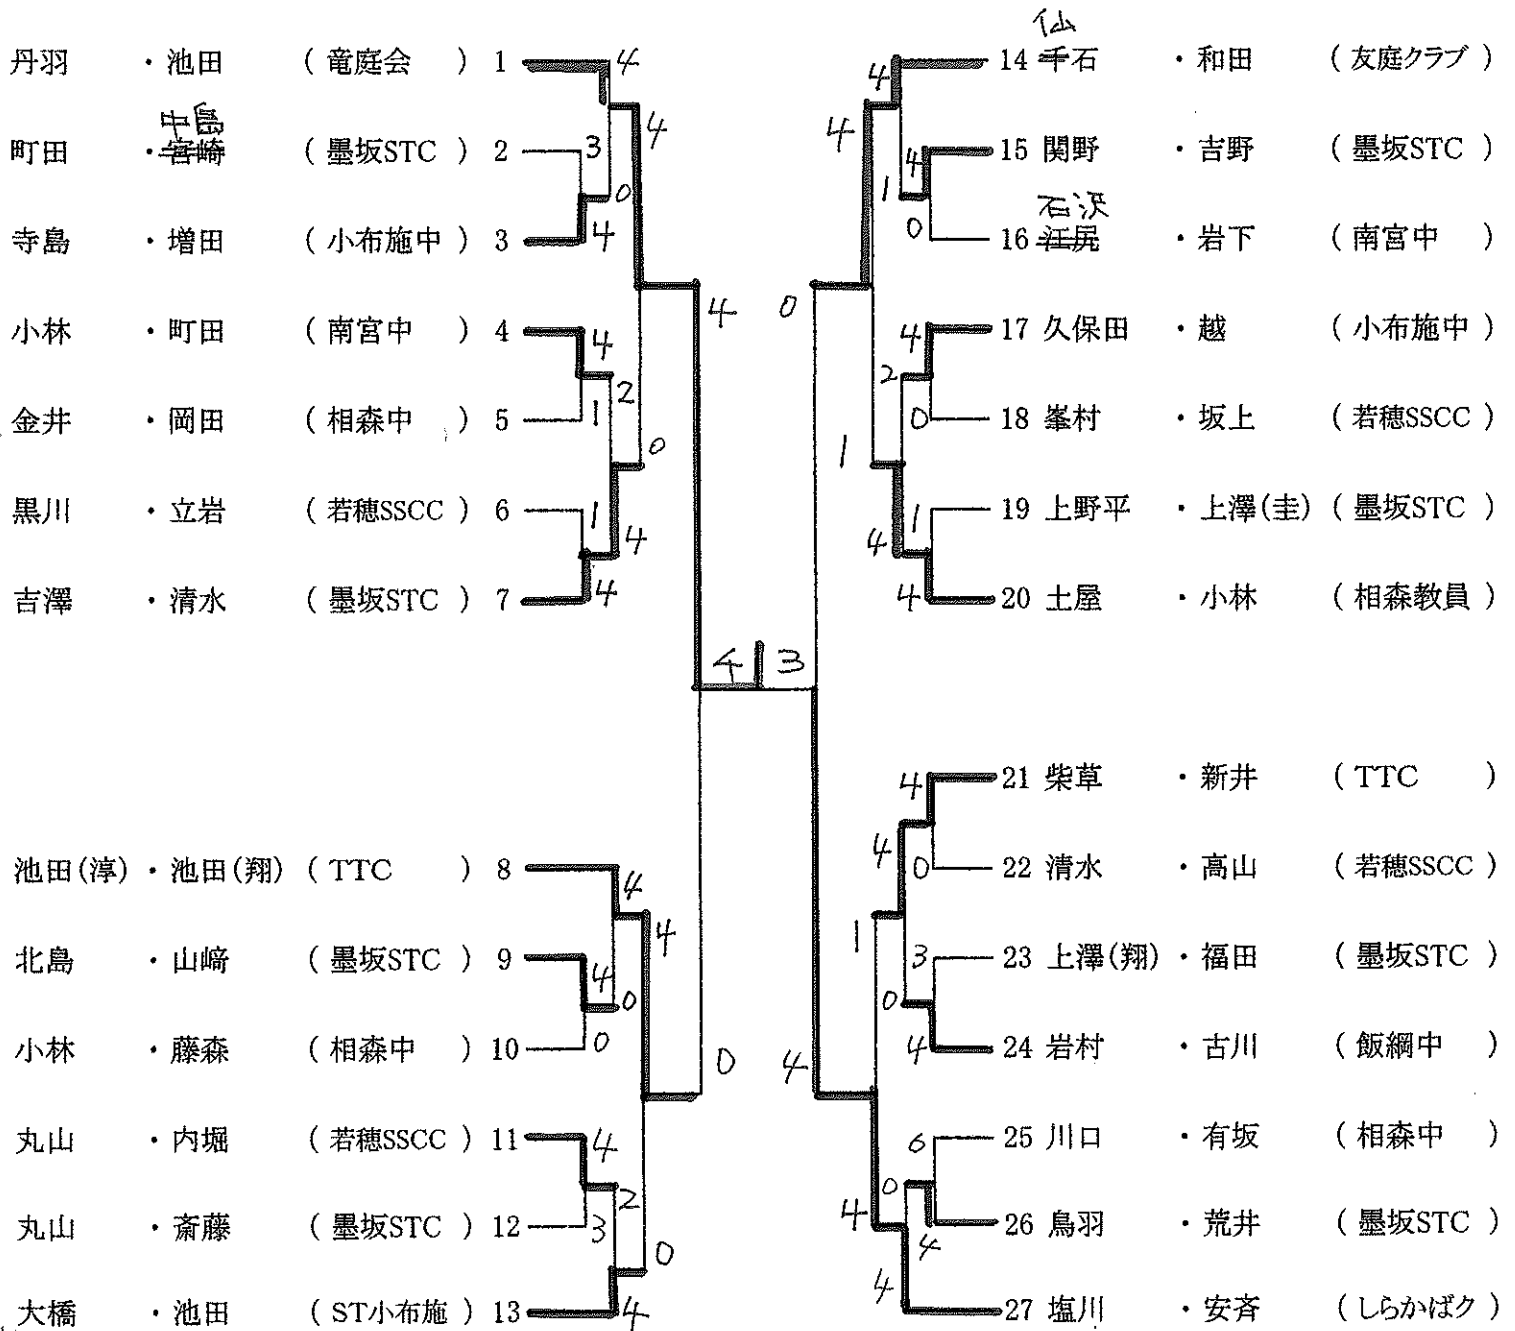 仙
丹羽 ・池田 ( 竜庭会 ) 1 4 4 14 千石 ・和田 ( 友庭クラブ )
中島
4 4
町田 ・宮崎 ( 墨坂STC ) 2 3 4 15 関野 ・吉野 ( 墨坂STC )
0 1 石沢
寺島 ・増田 ( 小布施中 ) 3 4 0 16 江尻 ・岩下 ( 南宮中 )
4 0
小林 ・町田 ( 南宮中 ) 4 4 4 17 久保田 ・越 ( 小布施中 )
2 2
金井 ・岡田 ( 相森中 ) 5 1 0 18 峯村 ・坂上 ( 若穂SSCC )
0 1
黒川 ・立岩 ( 若穂SSCC ) 6 1 1 19 上野平 ・上澤(圭) ( 墨坂STC )
4 4
吉澤 ・清水 ( 墨坂STC ) 7 4 4 20 土屋 ・小林 ( 相森教員 )
4 3
4 21 柴草 ・新井 ( TTC )
池田(淳) ・池田(翔) ( TTC ) 8 4 4 0 22 清水 ・高山 ( 若穂SSCC )
4 1
北島 ・山﨑 ( 墨坂STC ) 9 4 3 23 上澤(翔) ・福田 ( 墨坂STC )
0 0
小林 ・藤森 ( 相森中 ) 10 0 4 24 岩村 ・古川 ( 飯綱中 )
0 4
丸山 ・内堀 ( 若穂SSCC ) 11 4 0 25 川口 ・有坂 ( 相森中 )
2 0
丸山 ・斎藤 ( 墨坂STC ) 12 3 4 4 26 鳥羽 ・荒井 ( 墨坂STC )
0
大橋 ・池田 ( ST小布施 ) 13 4 4 27 塩川 ・安斉 ( しらかばク )